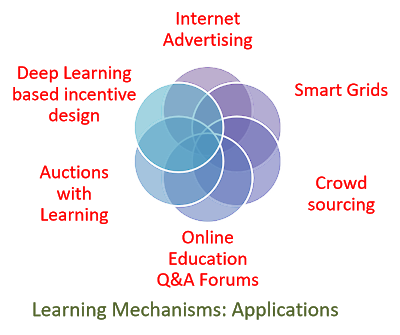 Internet
Advertising
Deep Learning
based incentive
design
Smart Grids
Auctions
with
Learning
Crowd
sourcing
Online
Education
Q&A Forums
Learning Mechanisms: Applications